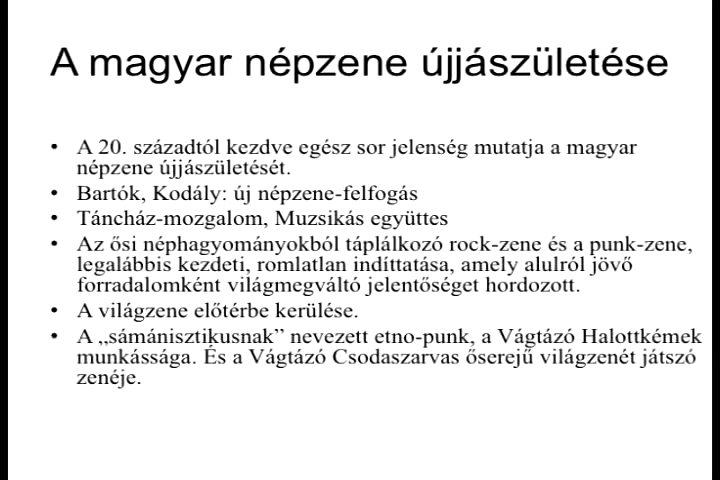 A magyar népzene újjászületése
• A 20. századtól kezdve egész sor jelenség mutatja a magyar
népzene újjászületését.
• Bartók, Kodály: új népzene-felfogás
• Táncház-mozgalom, Muzsikás együttes
• Az ősi néphagyományokból táplálkozó rock-zene és a punk-zene,
legalábbis kezdeti, romlatlan indíttatása, amely alulról jövő
forradalomként világmegváltó jelentőséget hordozott.
• A világzene előtérbe kerülése.
• A „sámánisztikusnak” nevezett etno-punk, a Vágtázó Halottkémek
munkássága. És a Vágtázó Csodaszarvas őserejű világzenét játszó
zenéje.